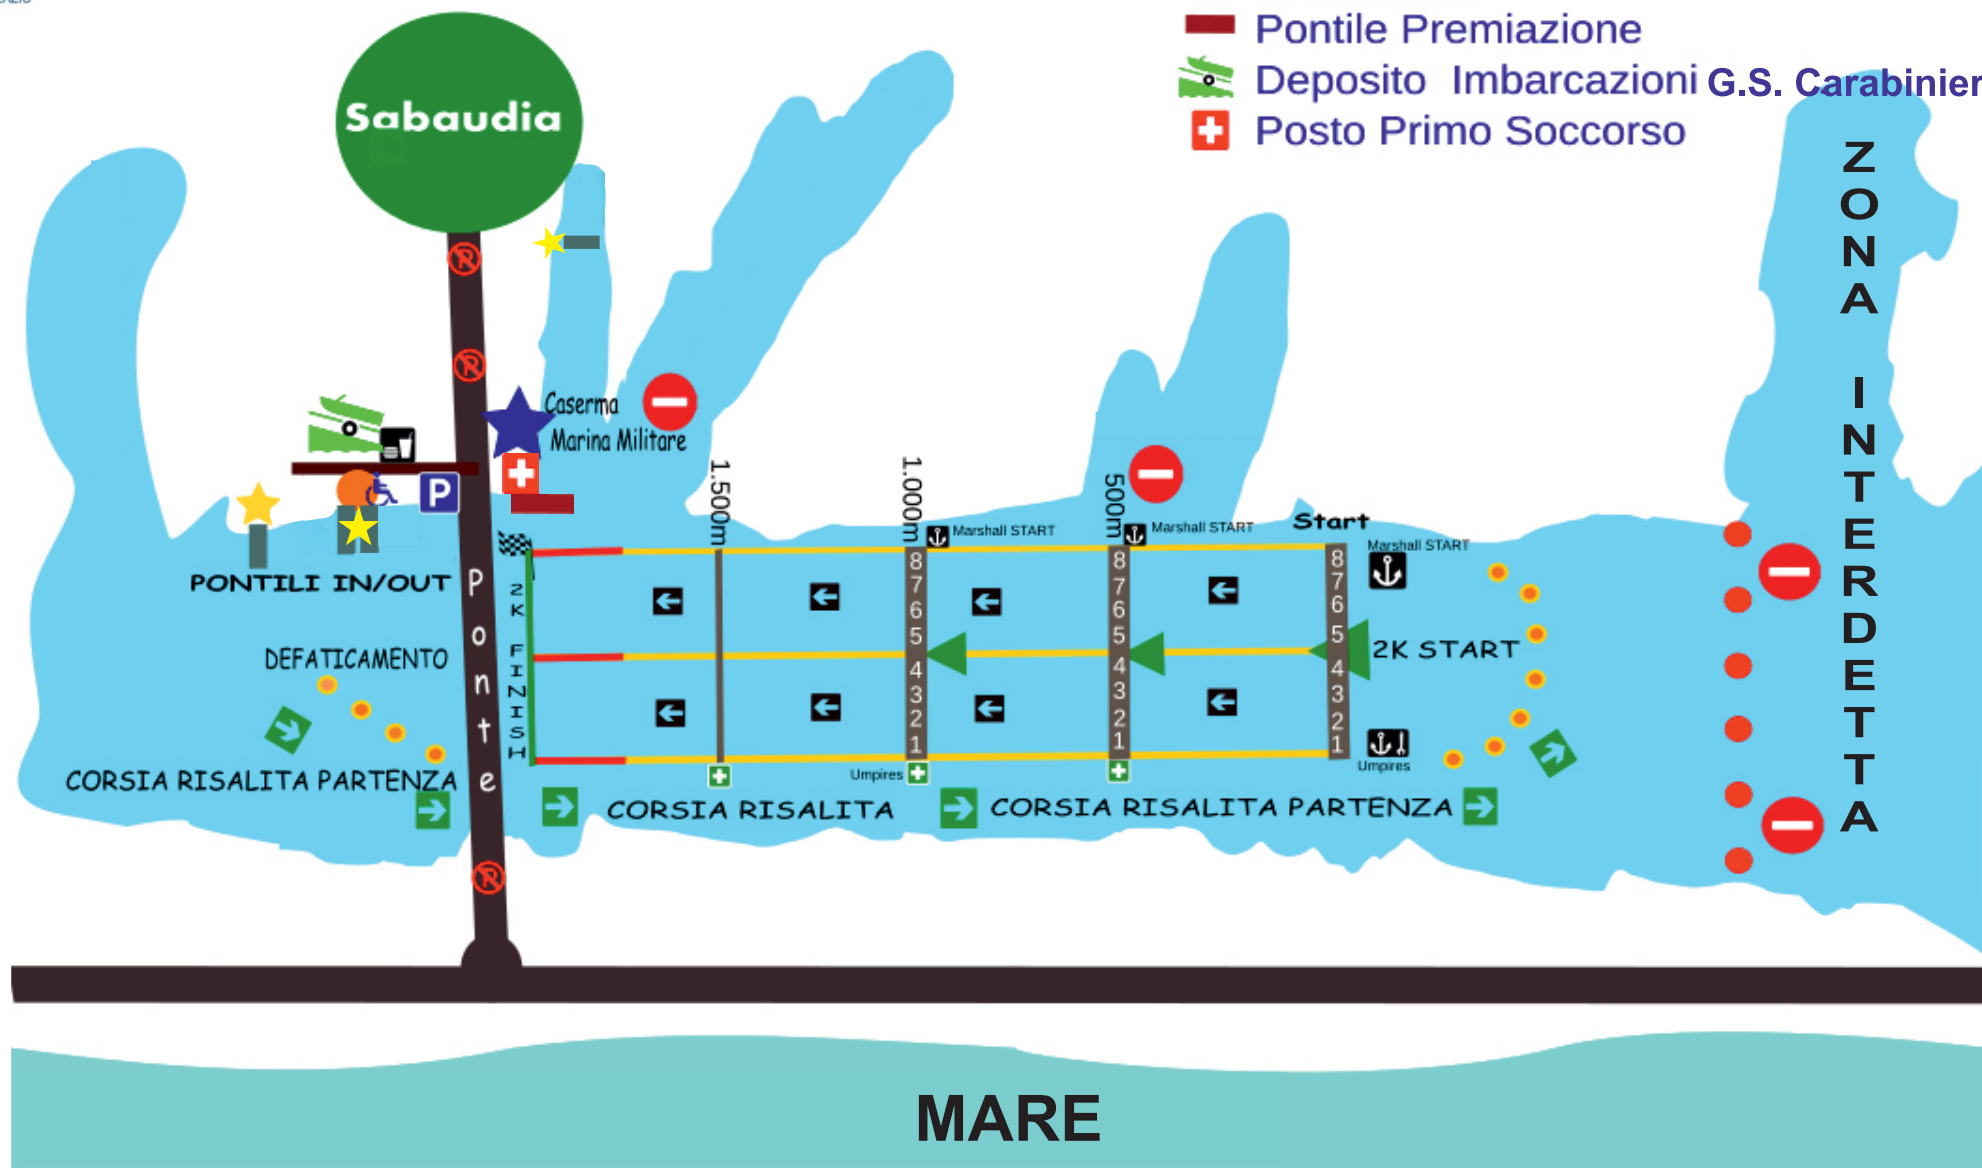 Pontile Premiazione
Deposito Imbarcazioni G.S. Carabinier
Posto Primo Soccorso
Sabaudia
ZONA INTERDETTA
Caserma
Marina Militare
P
1.500m
1.000m
500m
Start
Marshall START
Marshall START
Marshall START
PONTILI IN/OUT
Ponte
2K FINISH
8 7 6 5 4 3 2 1
8 7 6 5 4 3 2 1
8 7 6 5 4 3 2 1
2K START
DEFATICAMENTO
CORSIA RISALITA PARTENZA
Umpires
Umpires
CORSIA RISALITA
CORSIA RISALITA PARTENZA
MARE